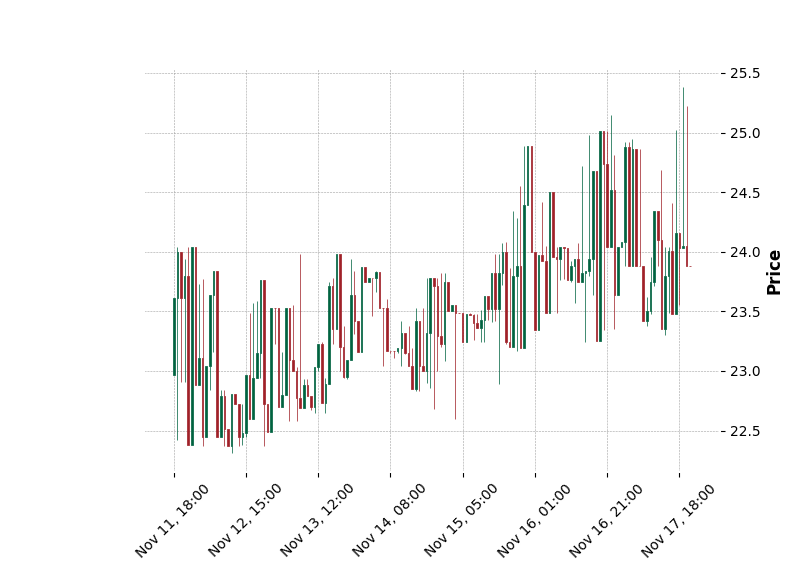 25.5
25.0
24.5
24.0
23.5
23.0
22.5
Price
Nov 11, 18:00
Nov 12, 15:00
Nov 13, 12:00
Nov 14, 08:00
Nov 15, 05:00
Nov 16, 01:00
Nov 16, 21:00
Nov 17, 18:00